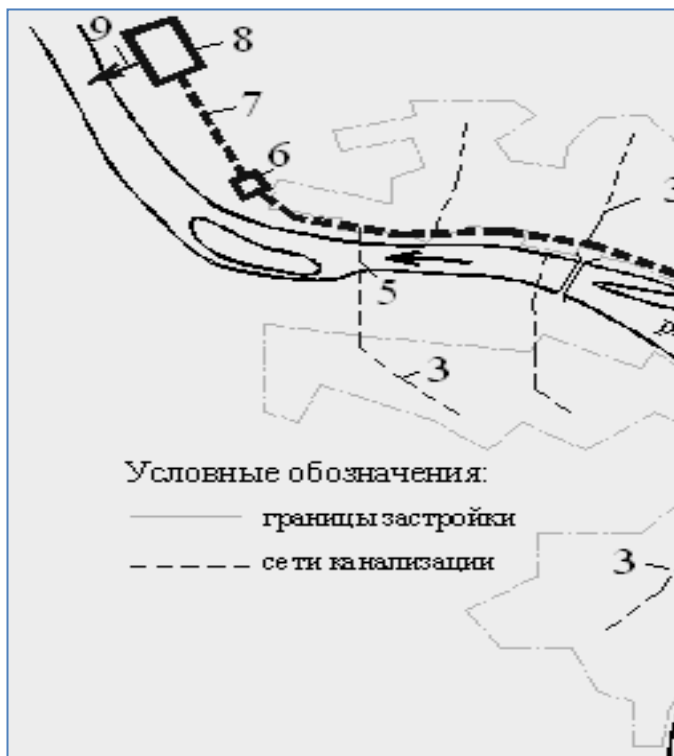 9
8
7
6
3
5
р
3
Условные обозначения:
границы застройки
сети канализации
3